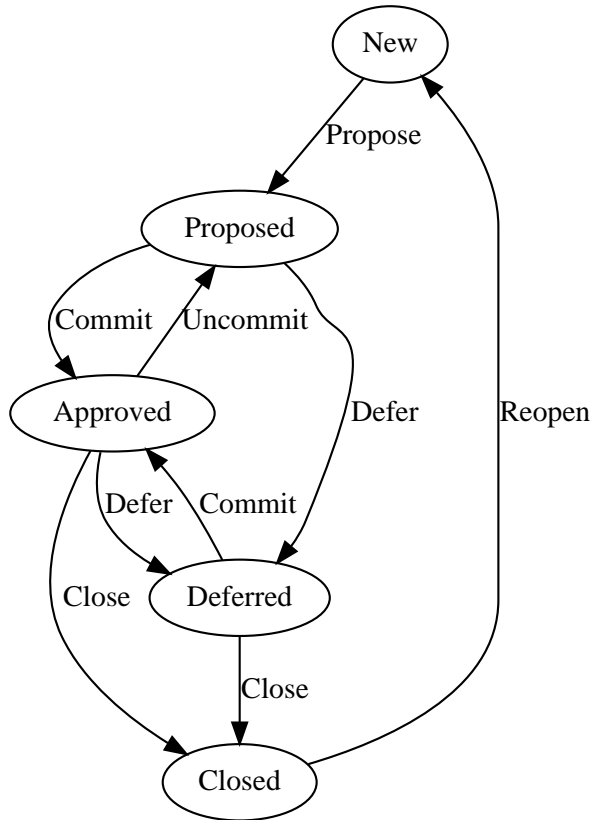 New
Propose
Proposed
Commit
Uncommit
Approved
Defer
Reopen
Defer
Commit
Close
Deferred
Close
Closed